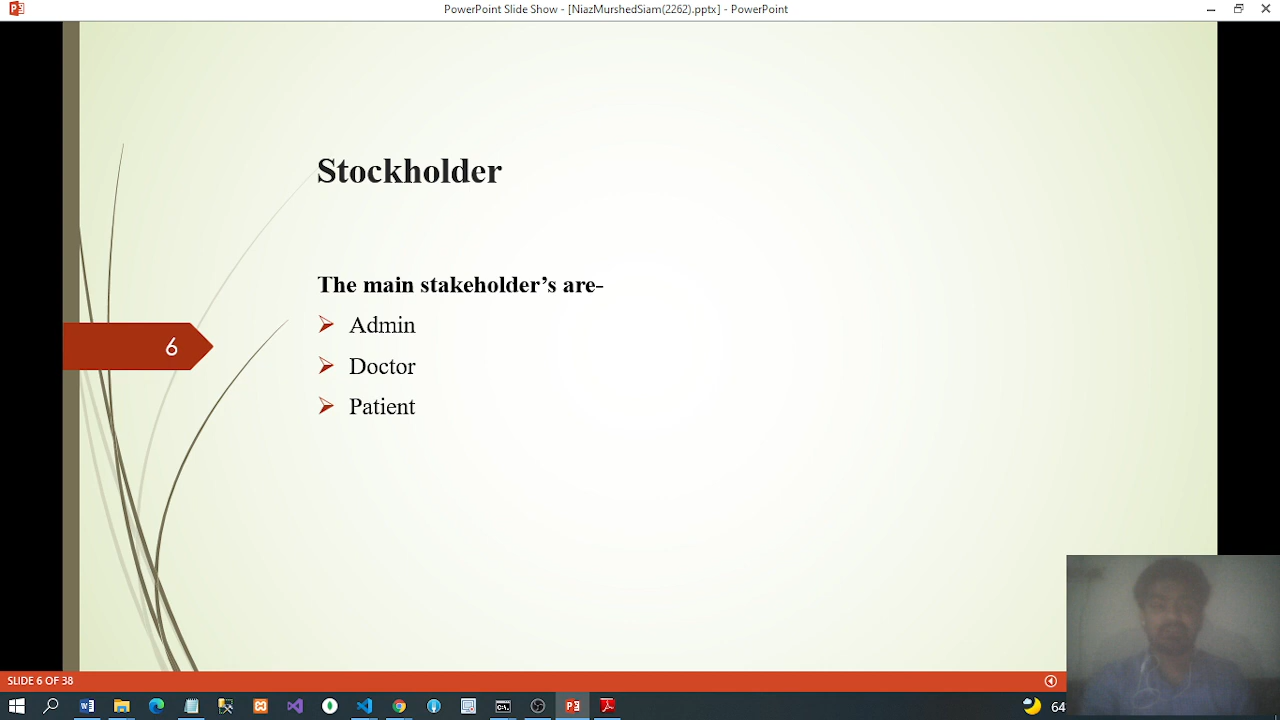 PowerPoint Slide Show - [NiazMurshedSiam(2262).pptx] - PowerPoint
Stockholder
The main stakeholder’s are-
Admin
6
Doctor
Patient
SLIDE 6 OF 38
64